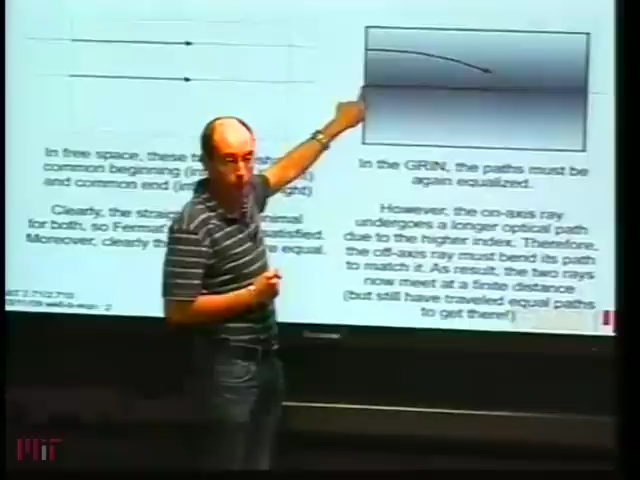 In free space, these
common beginning
and common end
Clearly, the
for both, so
Moreover, clearly
equal.
In the GRIN, the paths must be
again equalized.
However, the on-axis ray
undergoes a longer optical path
due to the higher index. Therefore,
the off-axis ray must bend its path
to match it. As result, the two rays
now meet at a finite distance
(but still have traveled equal paths
to get there!)
MIT